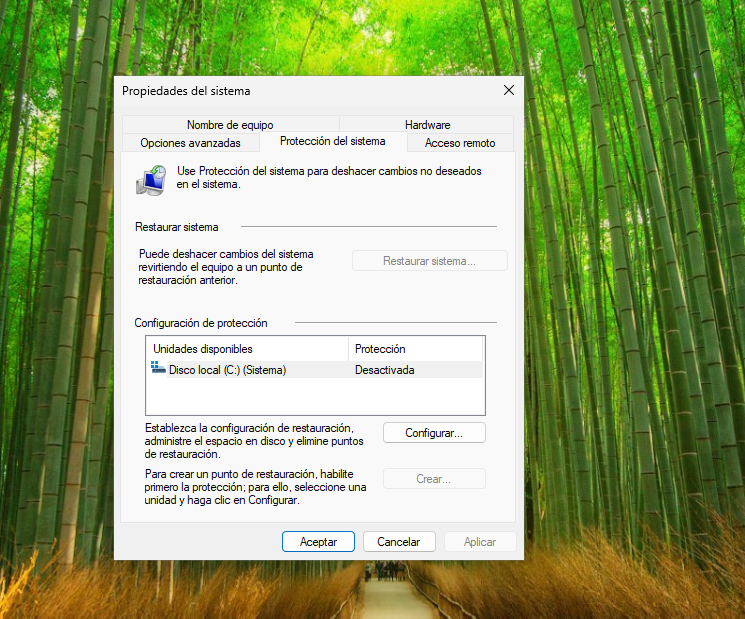 Propiedades del sistema
Nombre de equipo
Hardware
Opciones avanzadas
Protección del sistema
Acceso remoto
Use Protección del sistema para deshacer cambios no deseados
en el sistema.
Restaurar sistema
Puede deshacer cambios del sistema
revirtiendo el equipo a un punto de
restauración anterior.
Restaurar sistema...
Configuración de protección
Unidades disponibles
Protección
Disco local (C:) (Sistema)
Desactivada
Establezca la configuración de restauración,
administre el espacio en disco y elimine puntos
de restauración.
Configurar...
Para crear un punto de restauración, habilite
primero la protección; para ello, seleccione una
unidad y haga clic en Configurar.
Crear...
Aceptar
Cancelar
Aplicar